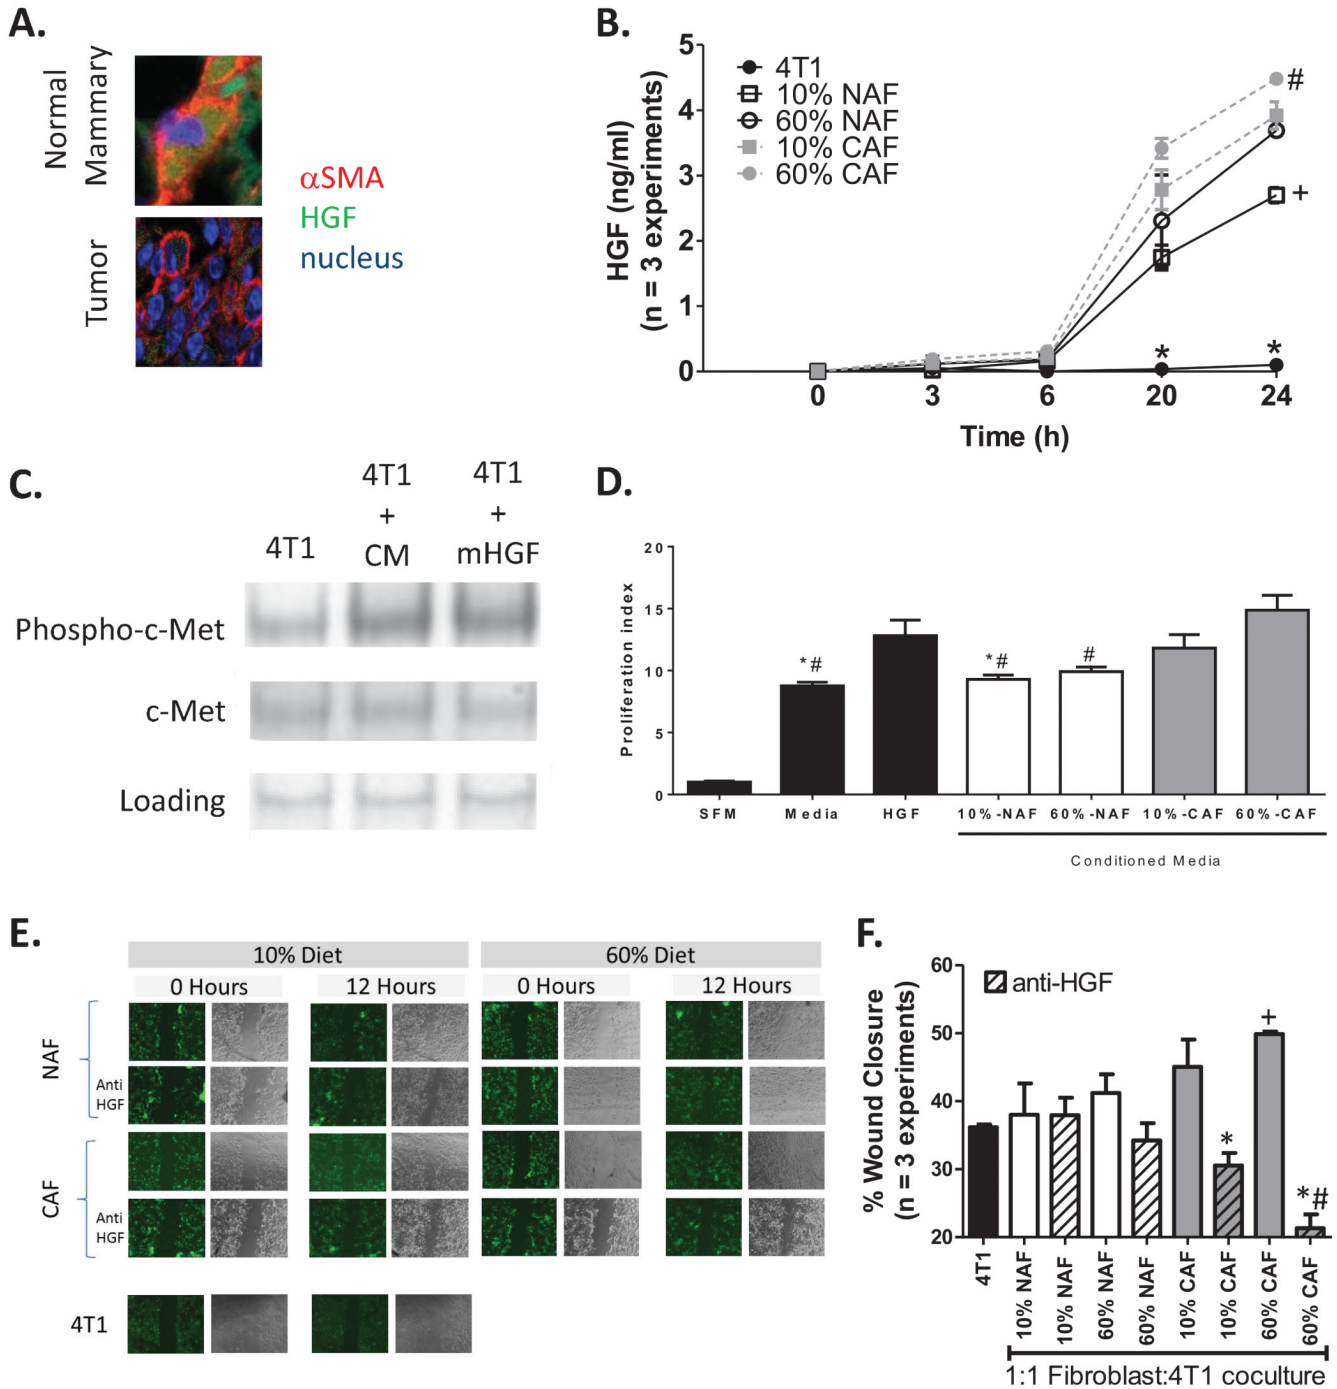 A.
Normal
Mammary
Tumor
αSMA
HGF
nucleus
B.
HGF (ng/ml)
(n = 3 experiments)
5
4
3
2
1
0
4T1
10% NAF
60% NAF
10% CAF
60% CAF
#
+
*
*
0 3 6 20 24
Time (h)
C.
4T1
4T1
+
CM
4T1
+
mHGF
Phospho-c-Met
c-Met
Loading
D.
Proliferation index
20
15
10
5
0
*#
*#
#
SFM Media HGF 10%-NAF 60%-NAF 10%-CAF 60%-CAF
Conditioned Media
E.
10% Diet 60% Diet
0 Hours 12 Hours 0 Hours 12 Hours
NAF
Anti
HGF
CAF
Anti
HGF
4T1
F.
% Wound Closure
(n = 3 experiments)
60
50
40
30
20
anti-HGF
*
+
*#
4T1
10% NAF
10% NAF
60% NAF
60% NAF
10% CAF
10% CAF
60% CAF
60% CAF
1:1 Fibroblast:4T1 coculture